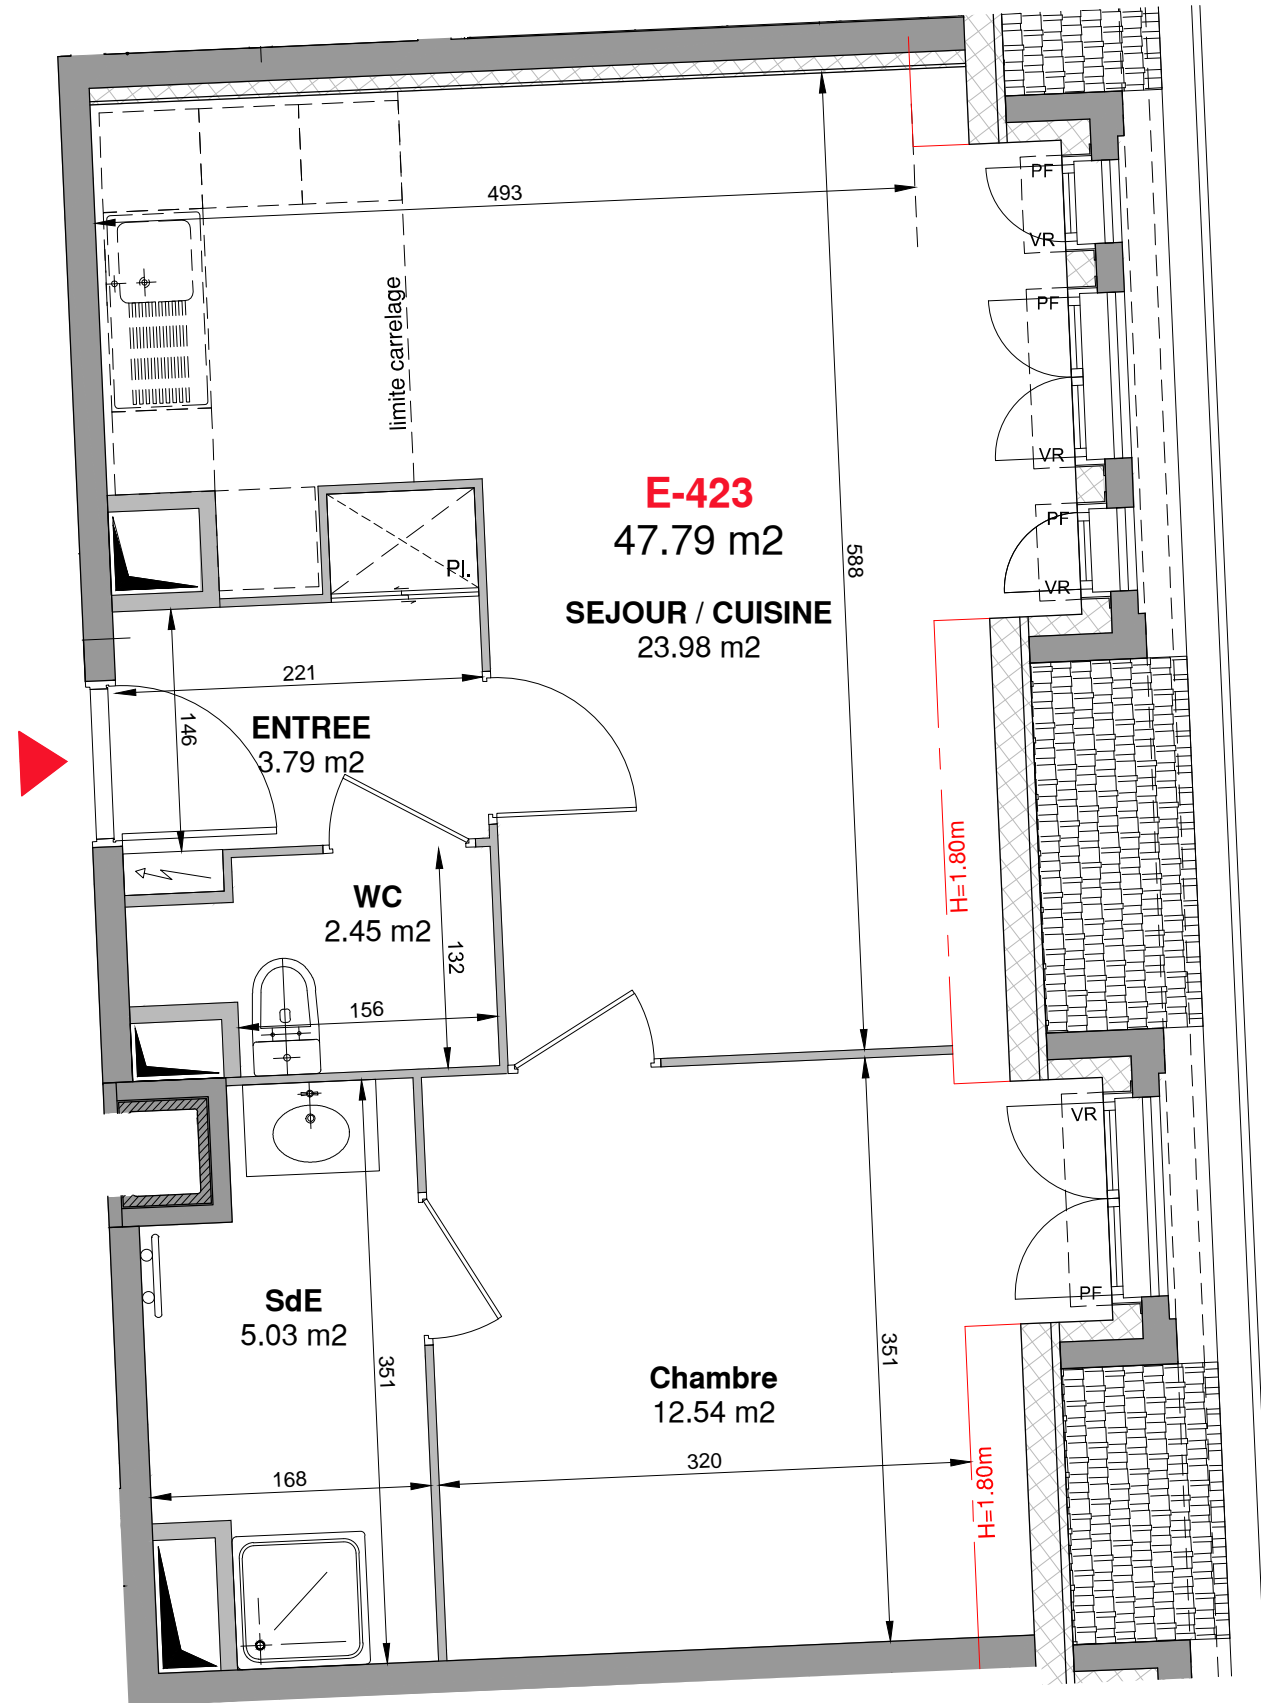 PF
493
VR
limite carrelage
PF
VR
E-423
47.79 m2
PF
588
Pl.
VR
SEJOUR / CUISINE
23.98 m2
221
146
ENTREE
3.79 m2
H=1.80m
WC
2.45 m2
132
156
VR
PF
SdE
5.03 m2
351
351
Chambre
12.54 m2
320
168
H=1.80m